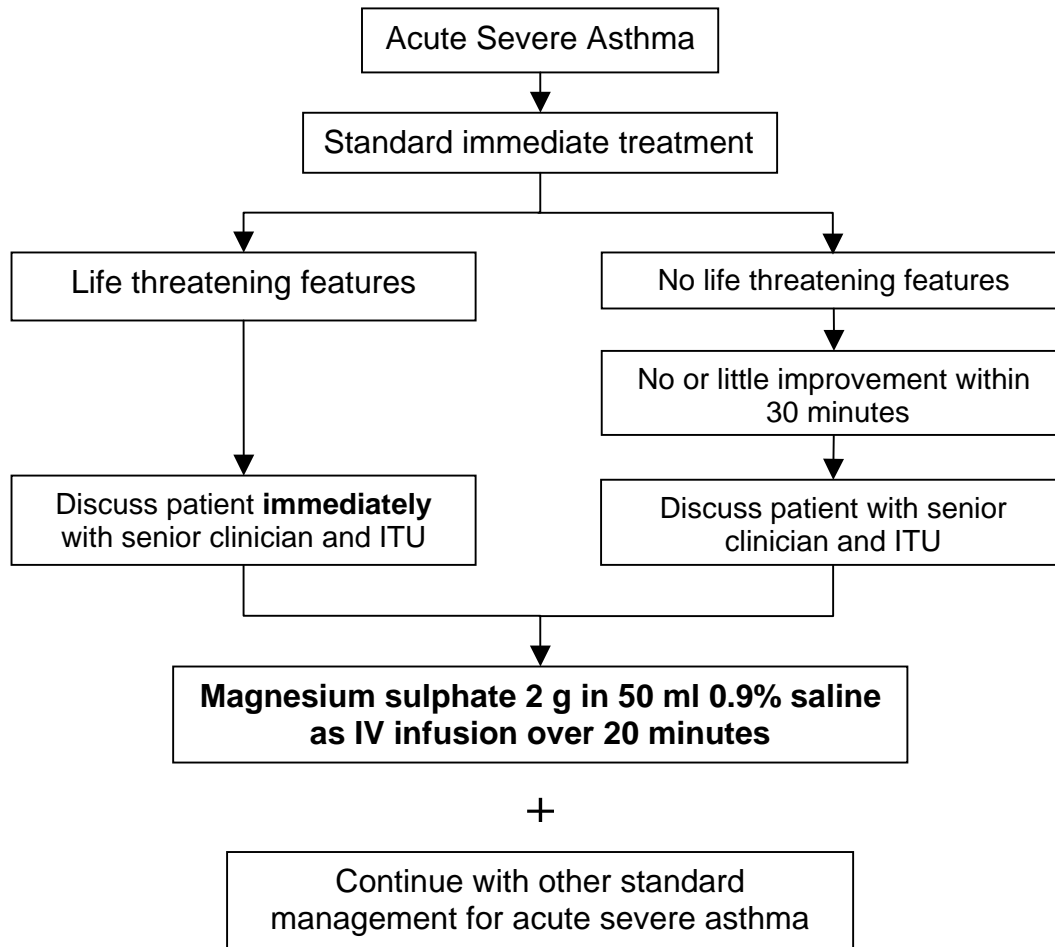 Acute Severe Asthma
Standard immediate treatment
Life threatening features
No life threatening features
No or little improvement within
30 minutes
Discuss patient immediately
with senior clinician and ITU
Discuss patient with senior
clinician and ITU
Magnesium sulphate 2 g in 50 ml 0.9% saline
as IV infusion over 20 minutes
+
Continue with other standard
management for acute severe asthma